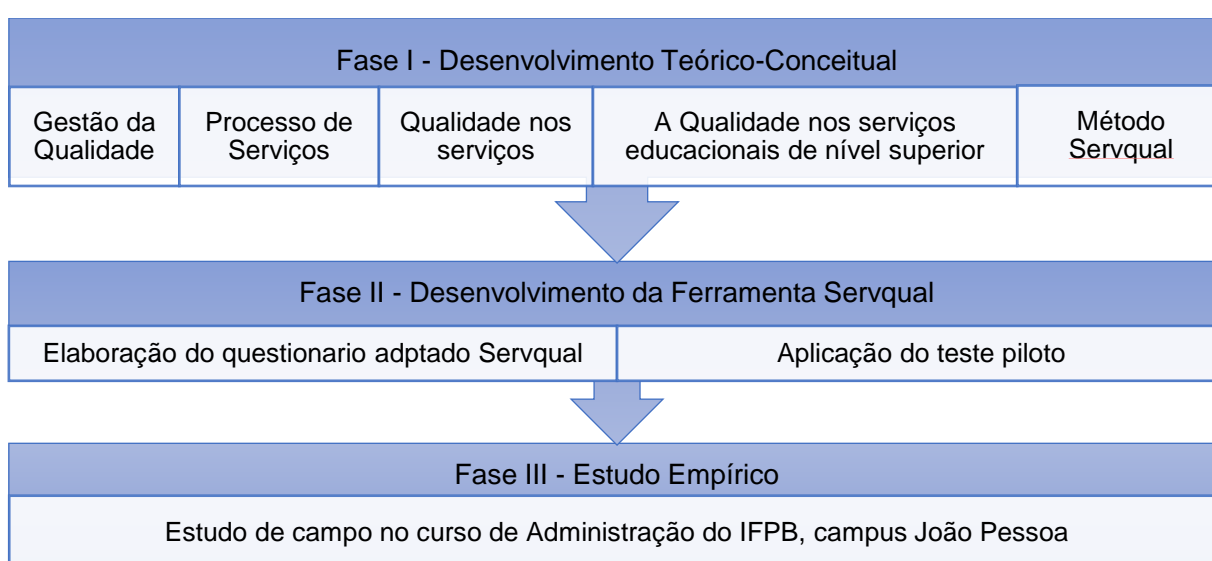 Fase I - Desenvolvimento Teórico-Conceitual
Gestão da
Qualidade
Processo de
Serviços
Qualidade nos
serviços
A Qualidade nos serviços
educacionais de nível superior
Método
Servqual
Fase II - Desenvolvimento da Ferramenta Servqual
Elaboração do questionario adptado Servqual
Aplicação do teste piloto
Fase III - Estudo Empírico
Estudo de campo no curso de Administração do IFPB, campus João Pessoa